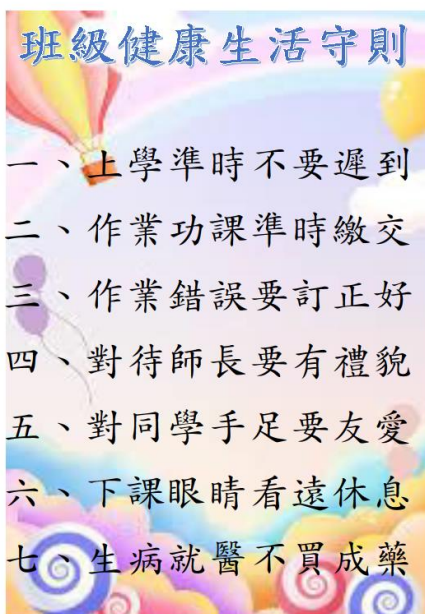 班級健康生活守則
一、上學準時不要遲到
二、作業功課準時繳交
三、作業錯誤要訂正好
四、對待師長要有禮貌
五、對同學手足要友愛
六、下課眼睛看遠休息
七、生病就醫不買成藥